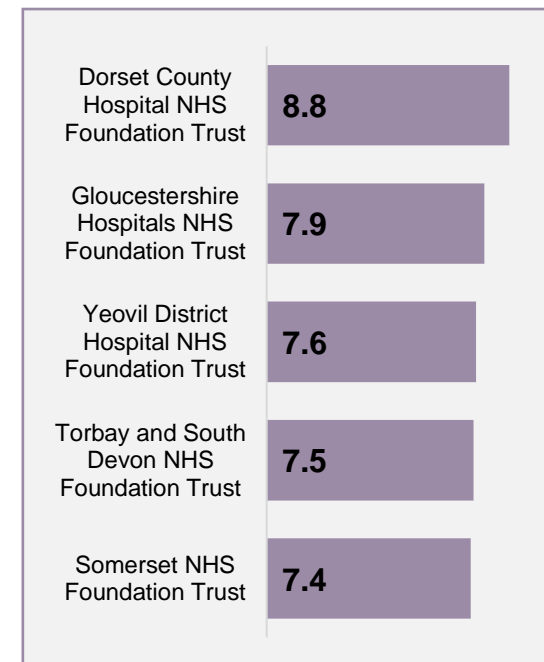 Dorset County
Hospital NHS
Foundation Trust
8.8
Gloucestershire
Hospitals NHS
Foundation Trust
7.9
Yeovil District
Hospital NHS
Foundation Trust
7.6
Torbay and South
Devon NHS
Foundation Trust
7.5
Somerset NHS
Foundation Trust
7.4